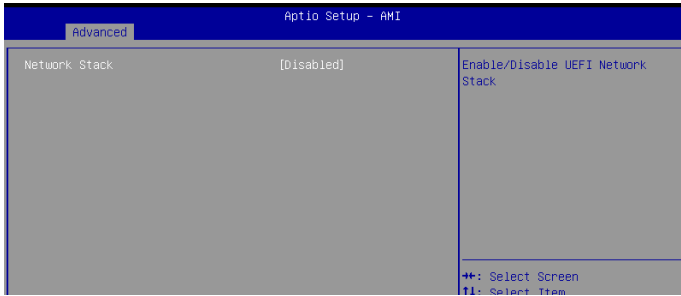 Aptio Setup – AMI
Advanced
Network Stack [Disabled]
Enable/Disable UEFI Network
Stack
→←: Select Screen
↑↓: Select Item